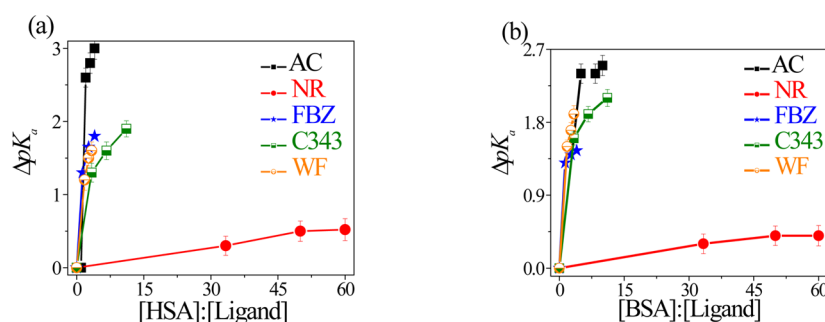 (a)
3
2
1
0
ΔpKa
AC
NR
FBZ
C343
WF
0 15 30 45 60
[HSA]:[Ligand]
(b)
2.7
1.8
0.9
0.0
ΔpKa
AC
NR
FBZ
C343
WF
0 15 30 45 60
[BSA]:[Ligand]